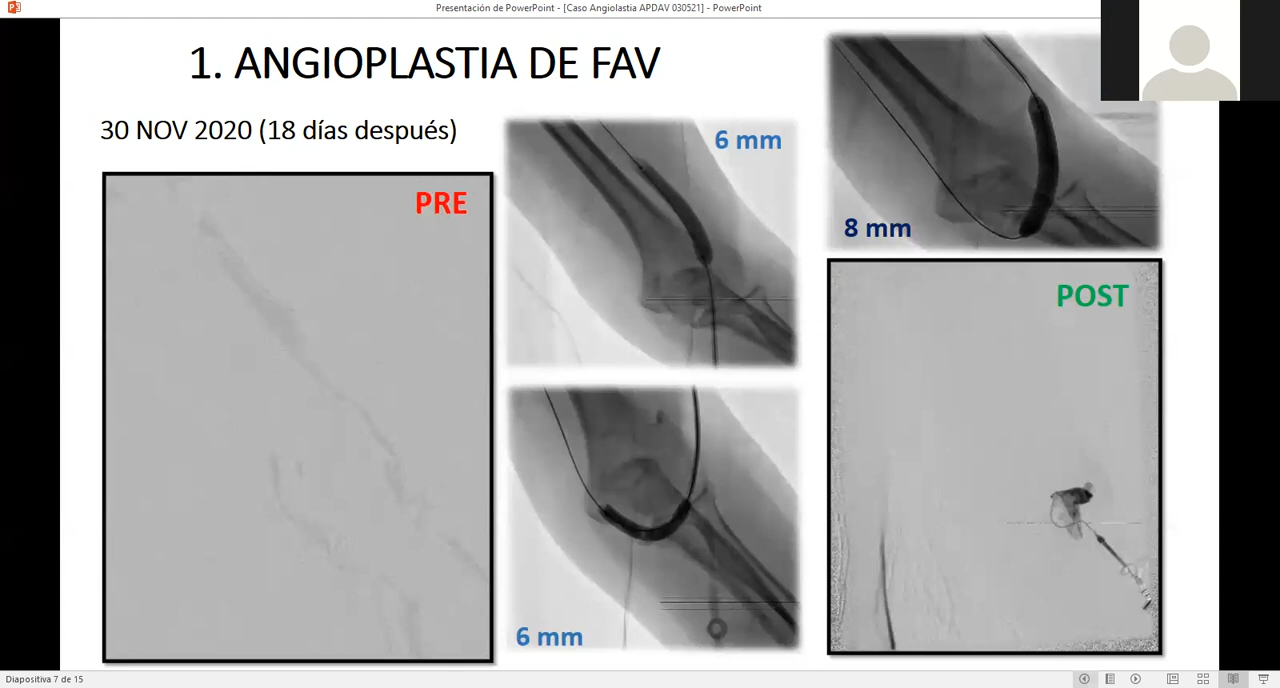 Presentación de PowerPoint - [Caso Angiolastia APDAV 030521] - PowerPoint
1. ANGIOPLASTIA DE FAV
30 NOV 2020 (18 días después)
PRE
6 mm
6 mm
8 mm
POST
Diapositiva 7 de 15